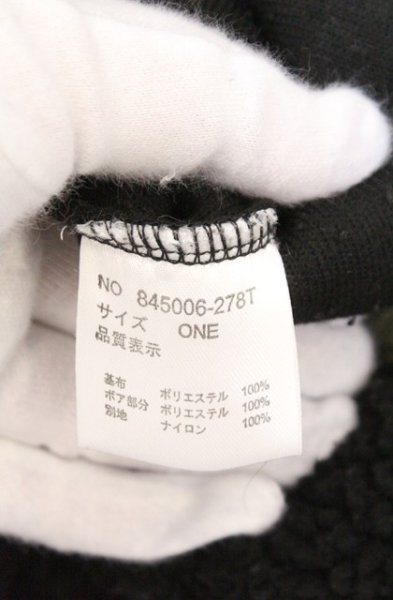 NO 845006-278T
サイズ ONE
品質表示
基布 ポリエステル 100%
ボア部分 ポリエステル 100%
別地 ナイロン 100%